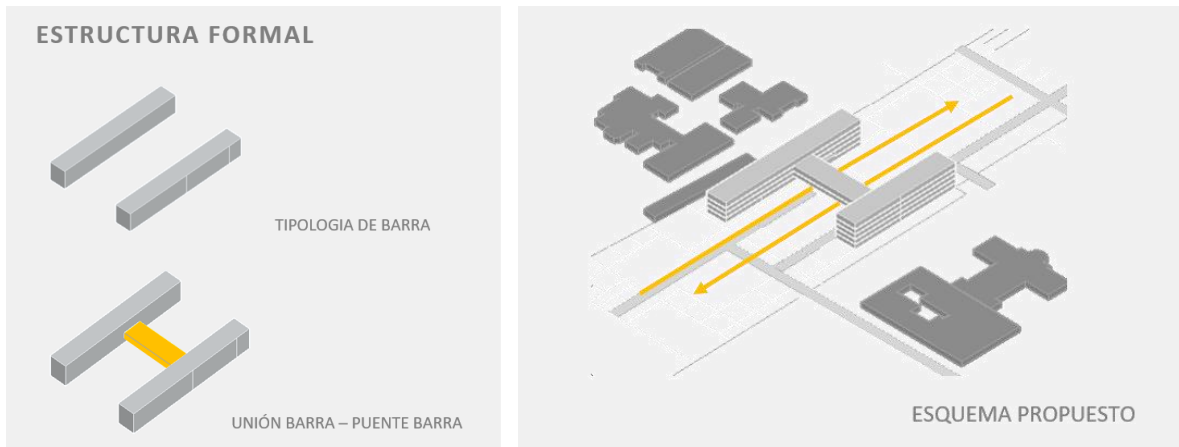 ESTRUCTURA FORMAL
TIPOLOGIA DE BARRA
UNIÓN BARRA – PUENTE BARRA
ESQUEMA PROPUESTO